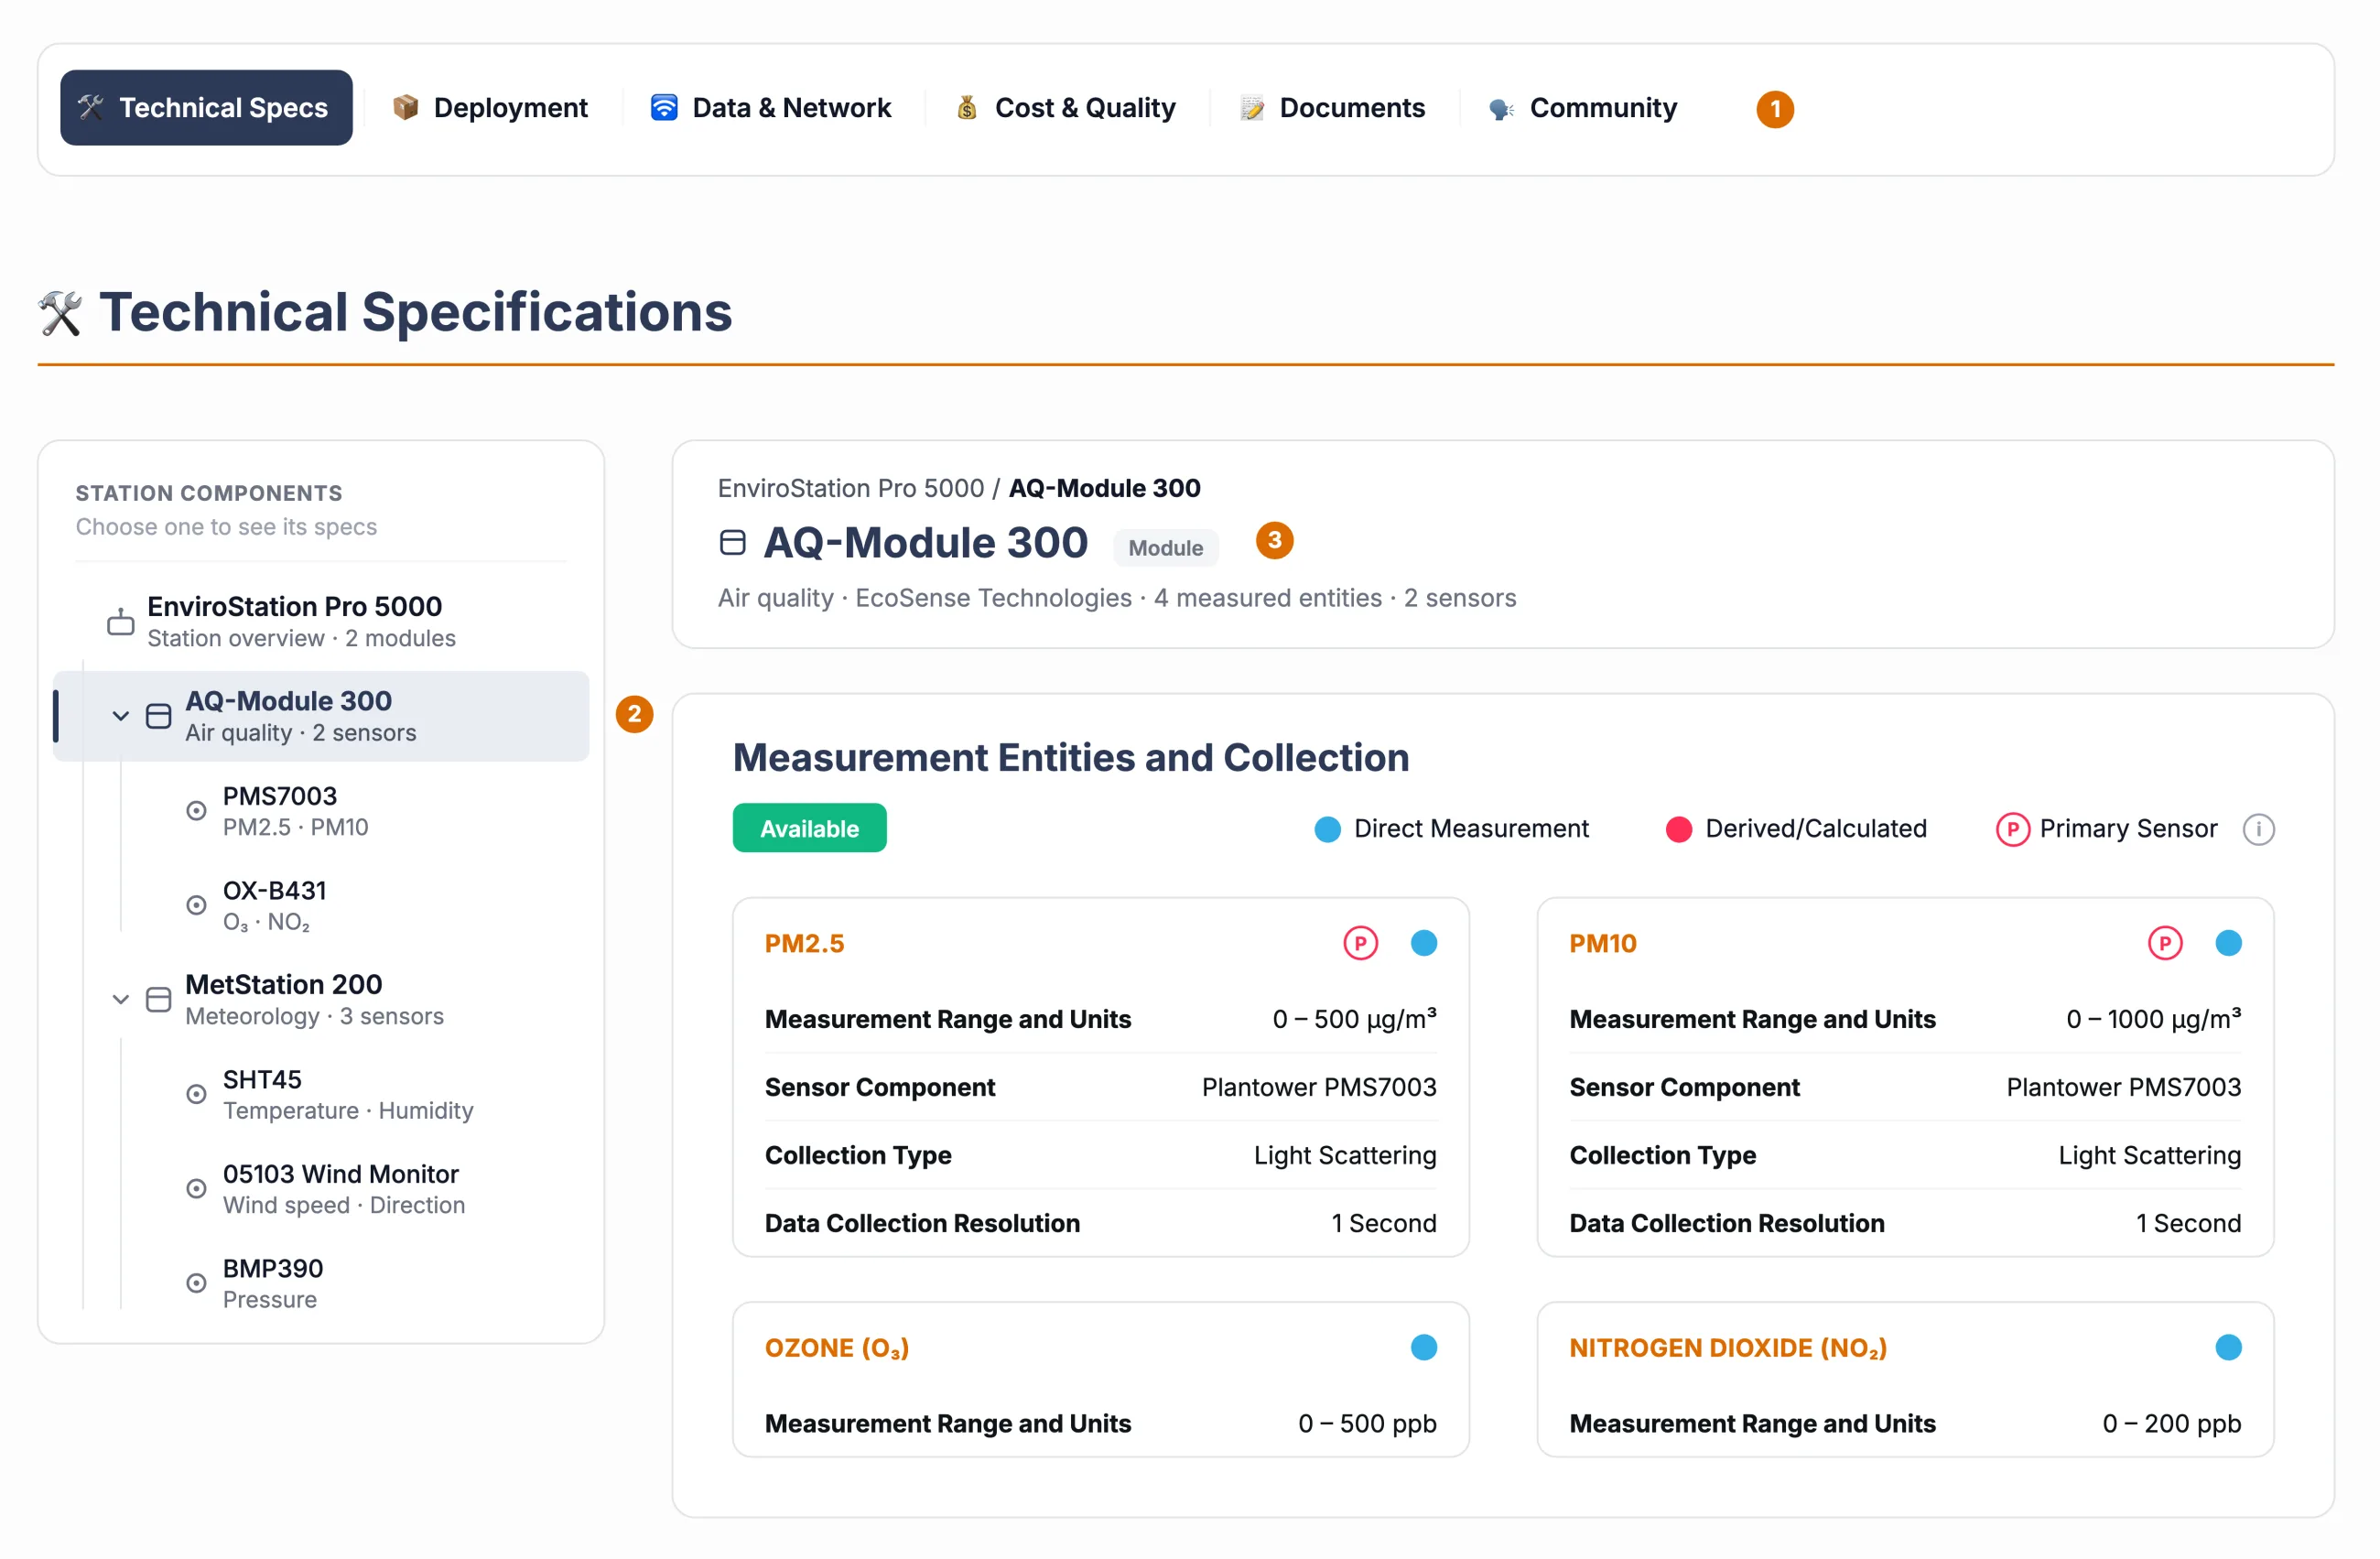 Technical Specs
Deployment
Data & Network
Cost & Quality
Documents
Community
1
Technical Specifications
STATION COMPONENTS
Choose one to see its specs
EnviroStation Pro 5000
Station overview · 2 modules
AQ-Module 300
Air quality · 2 sensors
2
PMS7003
PM2.5 · PM10
OX-B431
O₃ · NO₂
MetStation 200
Meteorology · 3 sensors
SHT45
Temperature · Humidity
05103 Wind Monitor
Wind speed · Direction
BMP390
Pressure
EnviroStation Pro 5000 / AQ-Module 300
AQ-Module 300 Module 3
Air quality · EcoSense Technologies · 4 measured entities · 2 sensors
Measurement Entities and Collection
Available
Direct Measurement
Derived/Calculated
P Primary Sensor i
PM2.5 P
Measurement Range and Units 0 – 500 µg/m³
Sensor Component Plantower PMS7003
Collection Type Light Scattering
Data Collection Resolution 1 Second
PM10 P
Measurement Range and Units 0 – 1000 µg/m³
Sensor Component Plantower PMS7003
Collection Type Light Scattering
Data Collection Resolution 1 Second
OZONE (O₃)
Measurement Range and Units 0 – 500 ppb
NITROGEN DIOXIDE (NO₂)
Measurement Range and Units 0 – 200 ppb